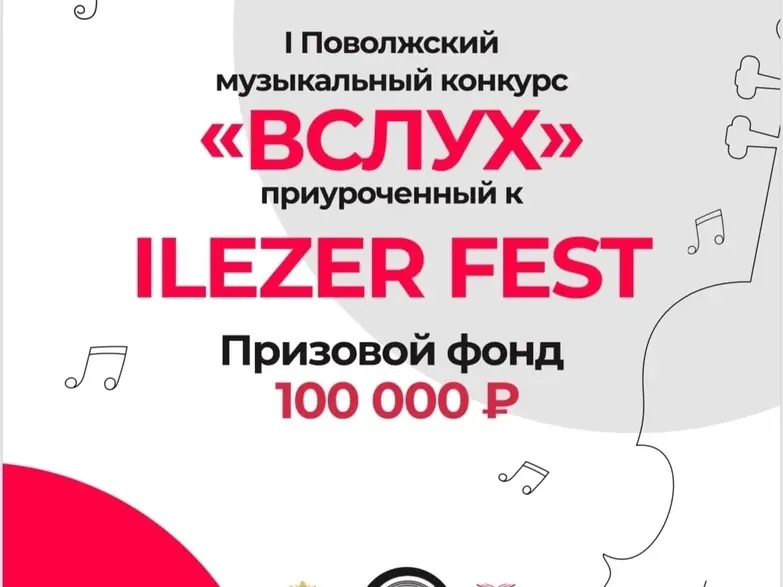 I Поволжский
музыкальный конкурс
«ВСЛУХ»
приуроченный к
ILEZER FEST
Призовой фонд
100 000 ₽